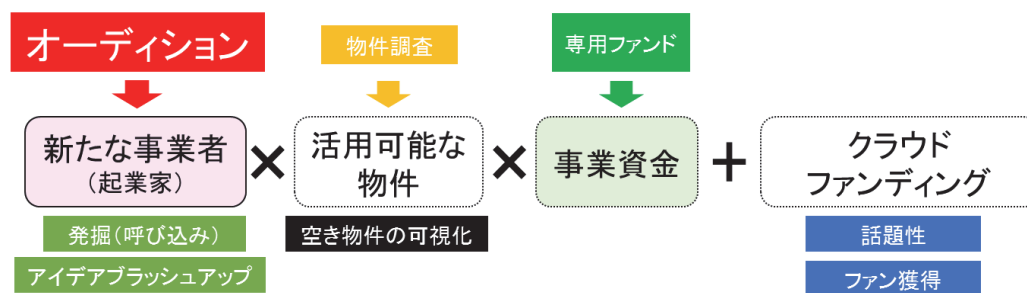 オーディション
物件調査
専用ファンド
新たな事業者
(起業家)
×
活用可能な
物件
×
事業資金
+
クラウド
ファンディング
発掘(呼び込み)
アイデアブラッシュアップ
空き物件の可視化
話題性
ファン獲得